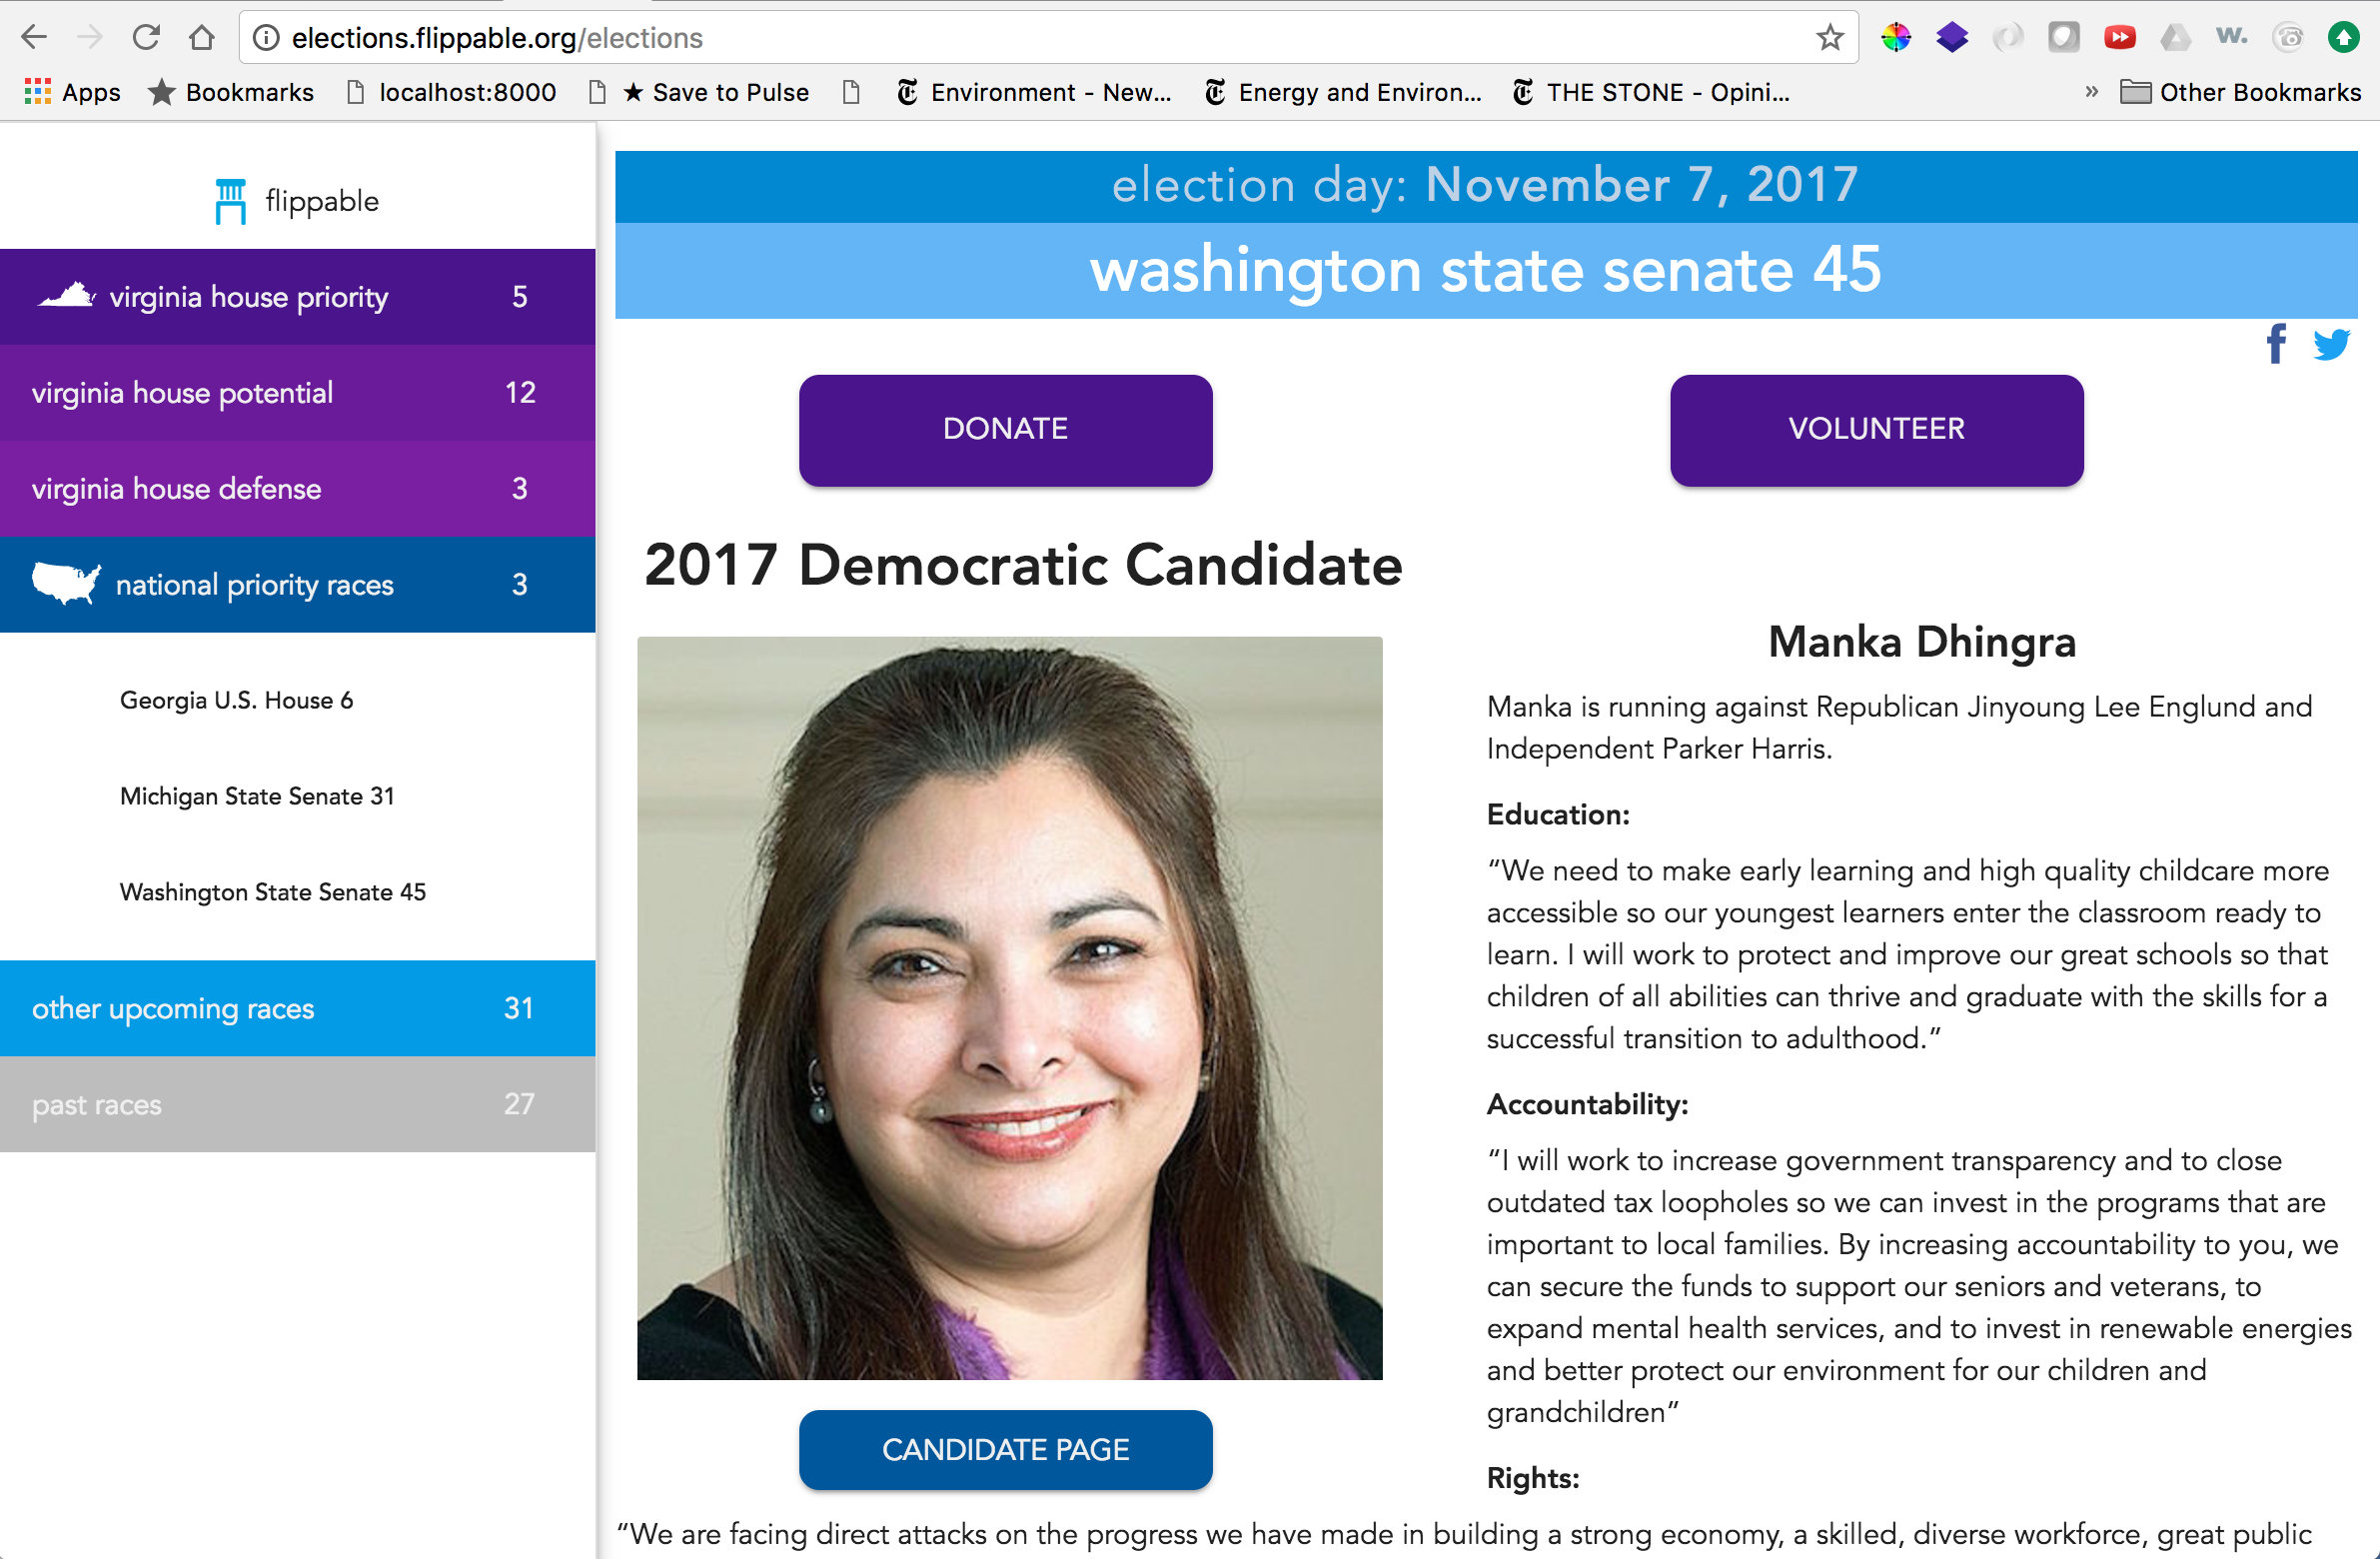 elections.flippable.org/elections
Apps
Bookmarks
localhost:8000
★ Save to Pulse
Environment - New...
Energy and Environ...
THE STONE - Opini...
»
Other Bookmarks
w.
flippable
virginia house priority 5
virginia house potential 12
virginia house defense 3
national priority races 3
Georgia U.S. House 6
Michigan State Senate 31
Washington State Senate 45
other upcoming races 31
past races 27
election day: November 7, 2017
washington state senate 45
DONATE
VOLUNTEER
2017 Democratic Candidate
CANDIDATE PAGE
Manka Dhingra
Manka is running against Republican Jinyoung Lee Englund and
Independent Parker Harris.
Education:
“We need to make early learning and high quality childcare more
accessible so our youngest learners enter the classroom ready to
learn. I will work to protect and improve our great schools so that
children of all abilities can thrive and graduate with the skills for a
successful transition to adulthood.”
Accountability:
“I will work to increase government transparency and to close
outdated tax loopholes so we can invest in the programs that are
important to local families. By increasing accountability to you, we
can secure the funds to support our seniors and veterans, to
expand mental health services, and to invest in renewable energies
and better protect our environment for our children and
grandchildren”
Rights:
“We are facing direct attacks on the progress we have made in building a strong economy, a skilled, diverse workforce, great public